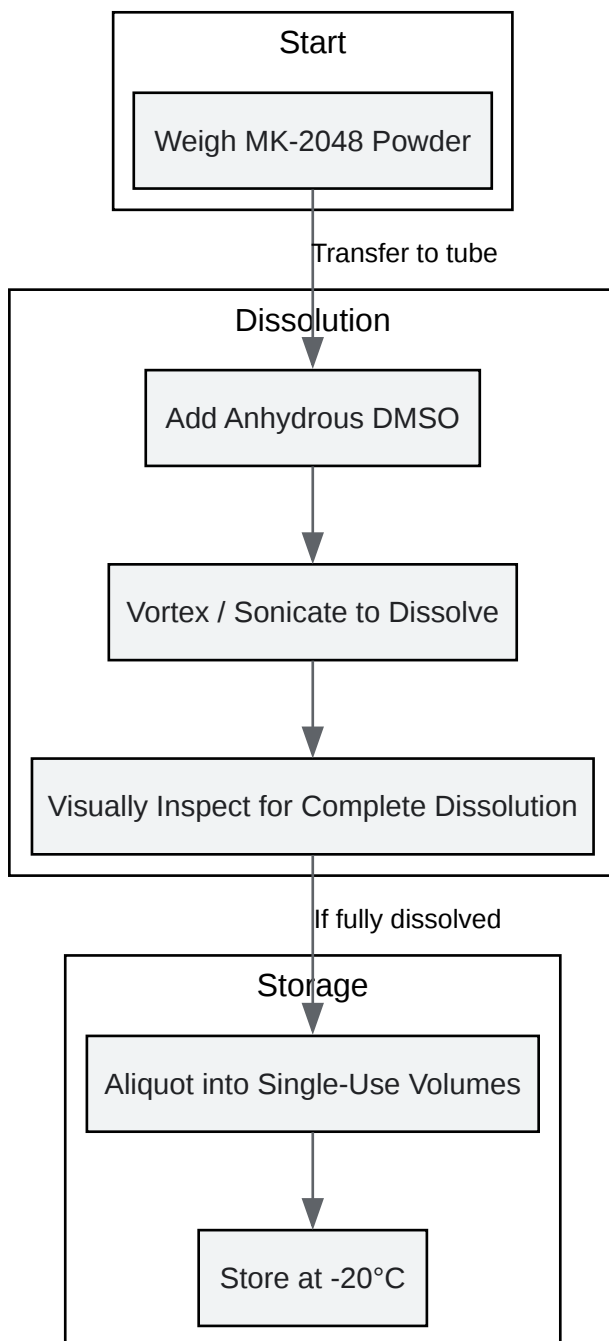 Start
Weigh MK-2048 Powder
Transfer to tube
Dissolution
Add Anhydrous DMSO
Vortex / Sonicate to Dissolve
Visually Inspect for Complete Dissolution
If fully dissolved
Storage
Aliquot into Single-Use Volumes
Store at -20°C